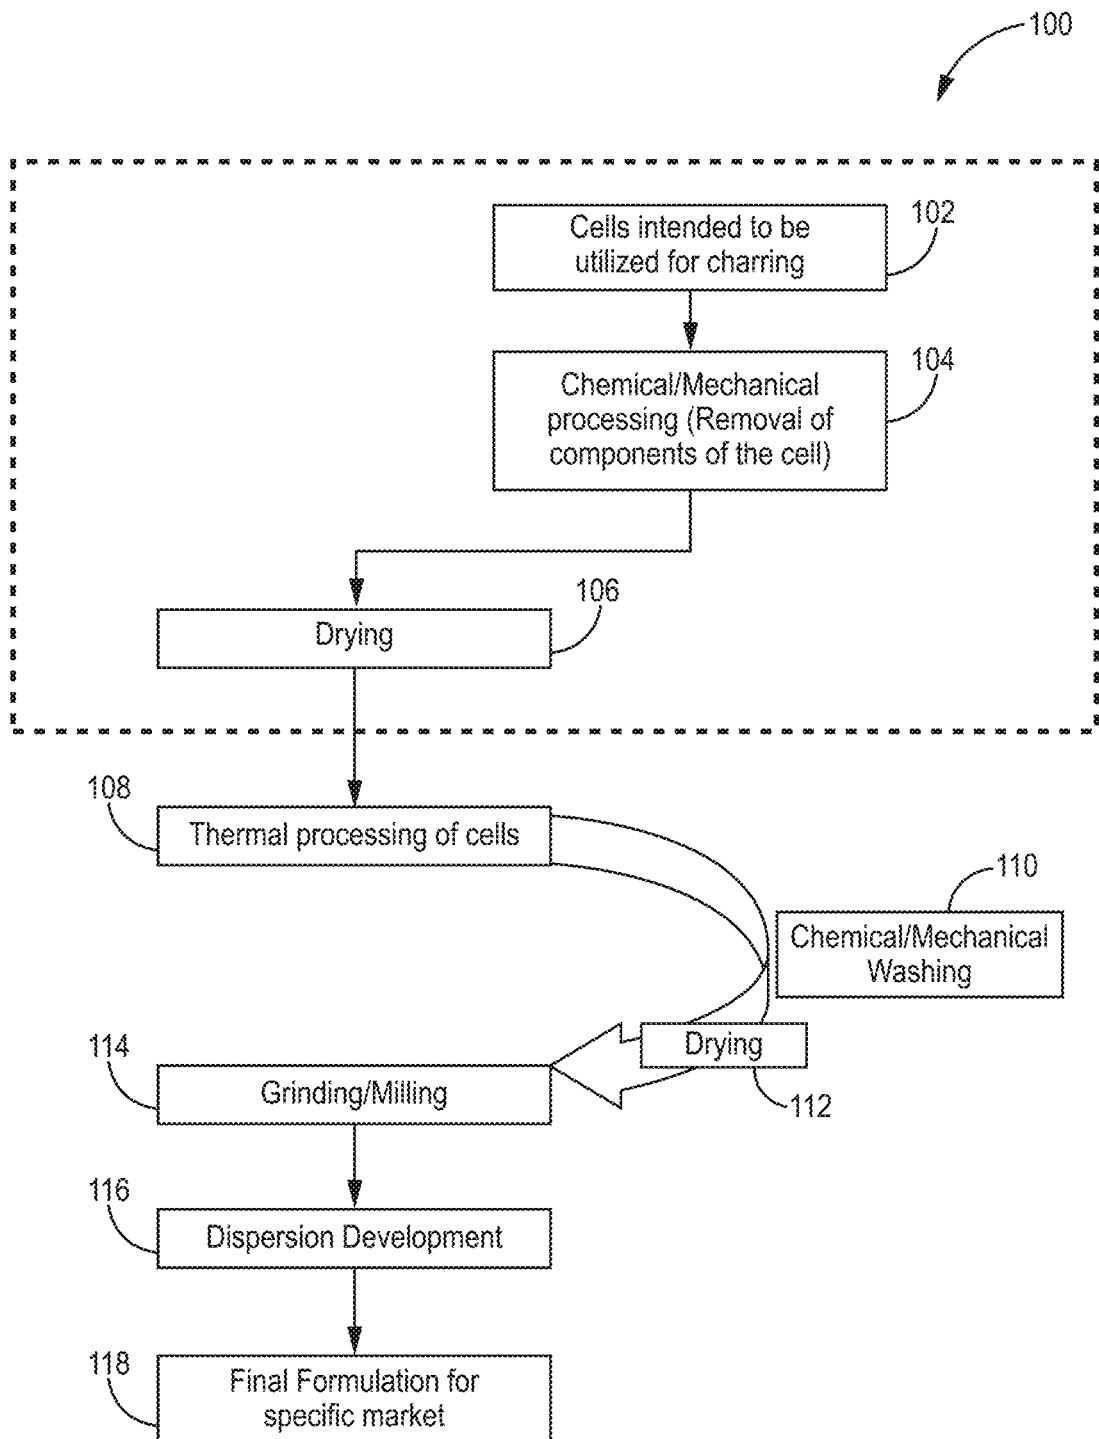 100
Cells intended to be
utilized for charring
102
Chemical/Mechanical
processing (Removal of
components of the cell)
104
106
Drying
108
Thermal processing of cells
110
Chemical/Mechanical
Washing
Drying
112
114
Grinding/Milling
116
Dispersion Development
118
Final Formulation for
specific market